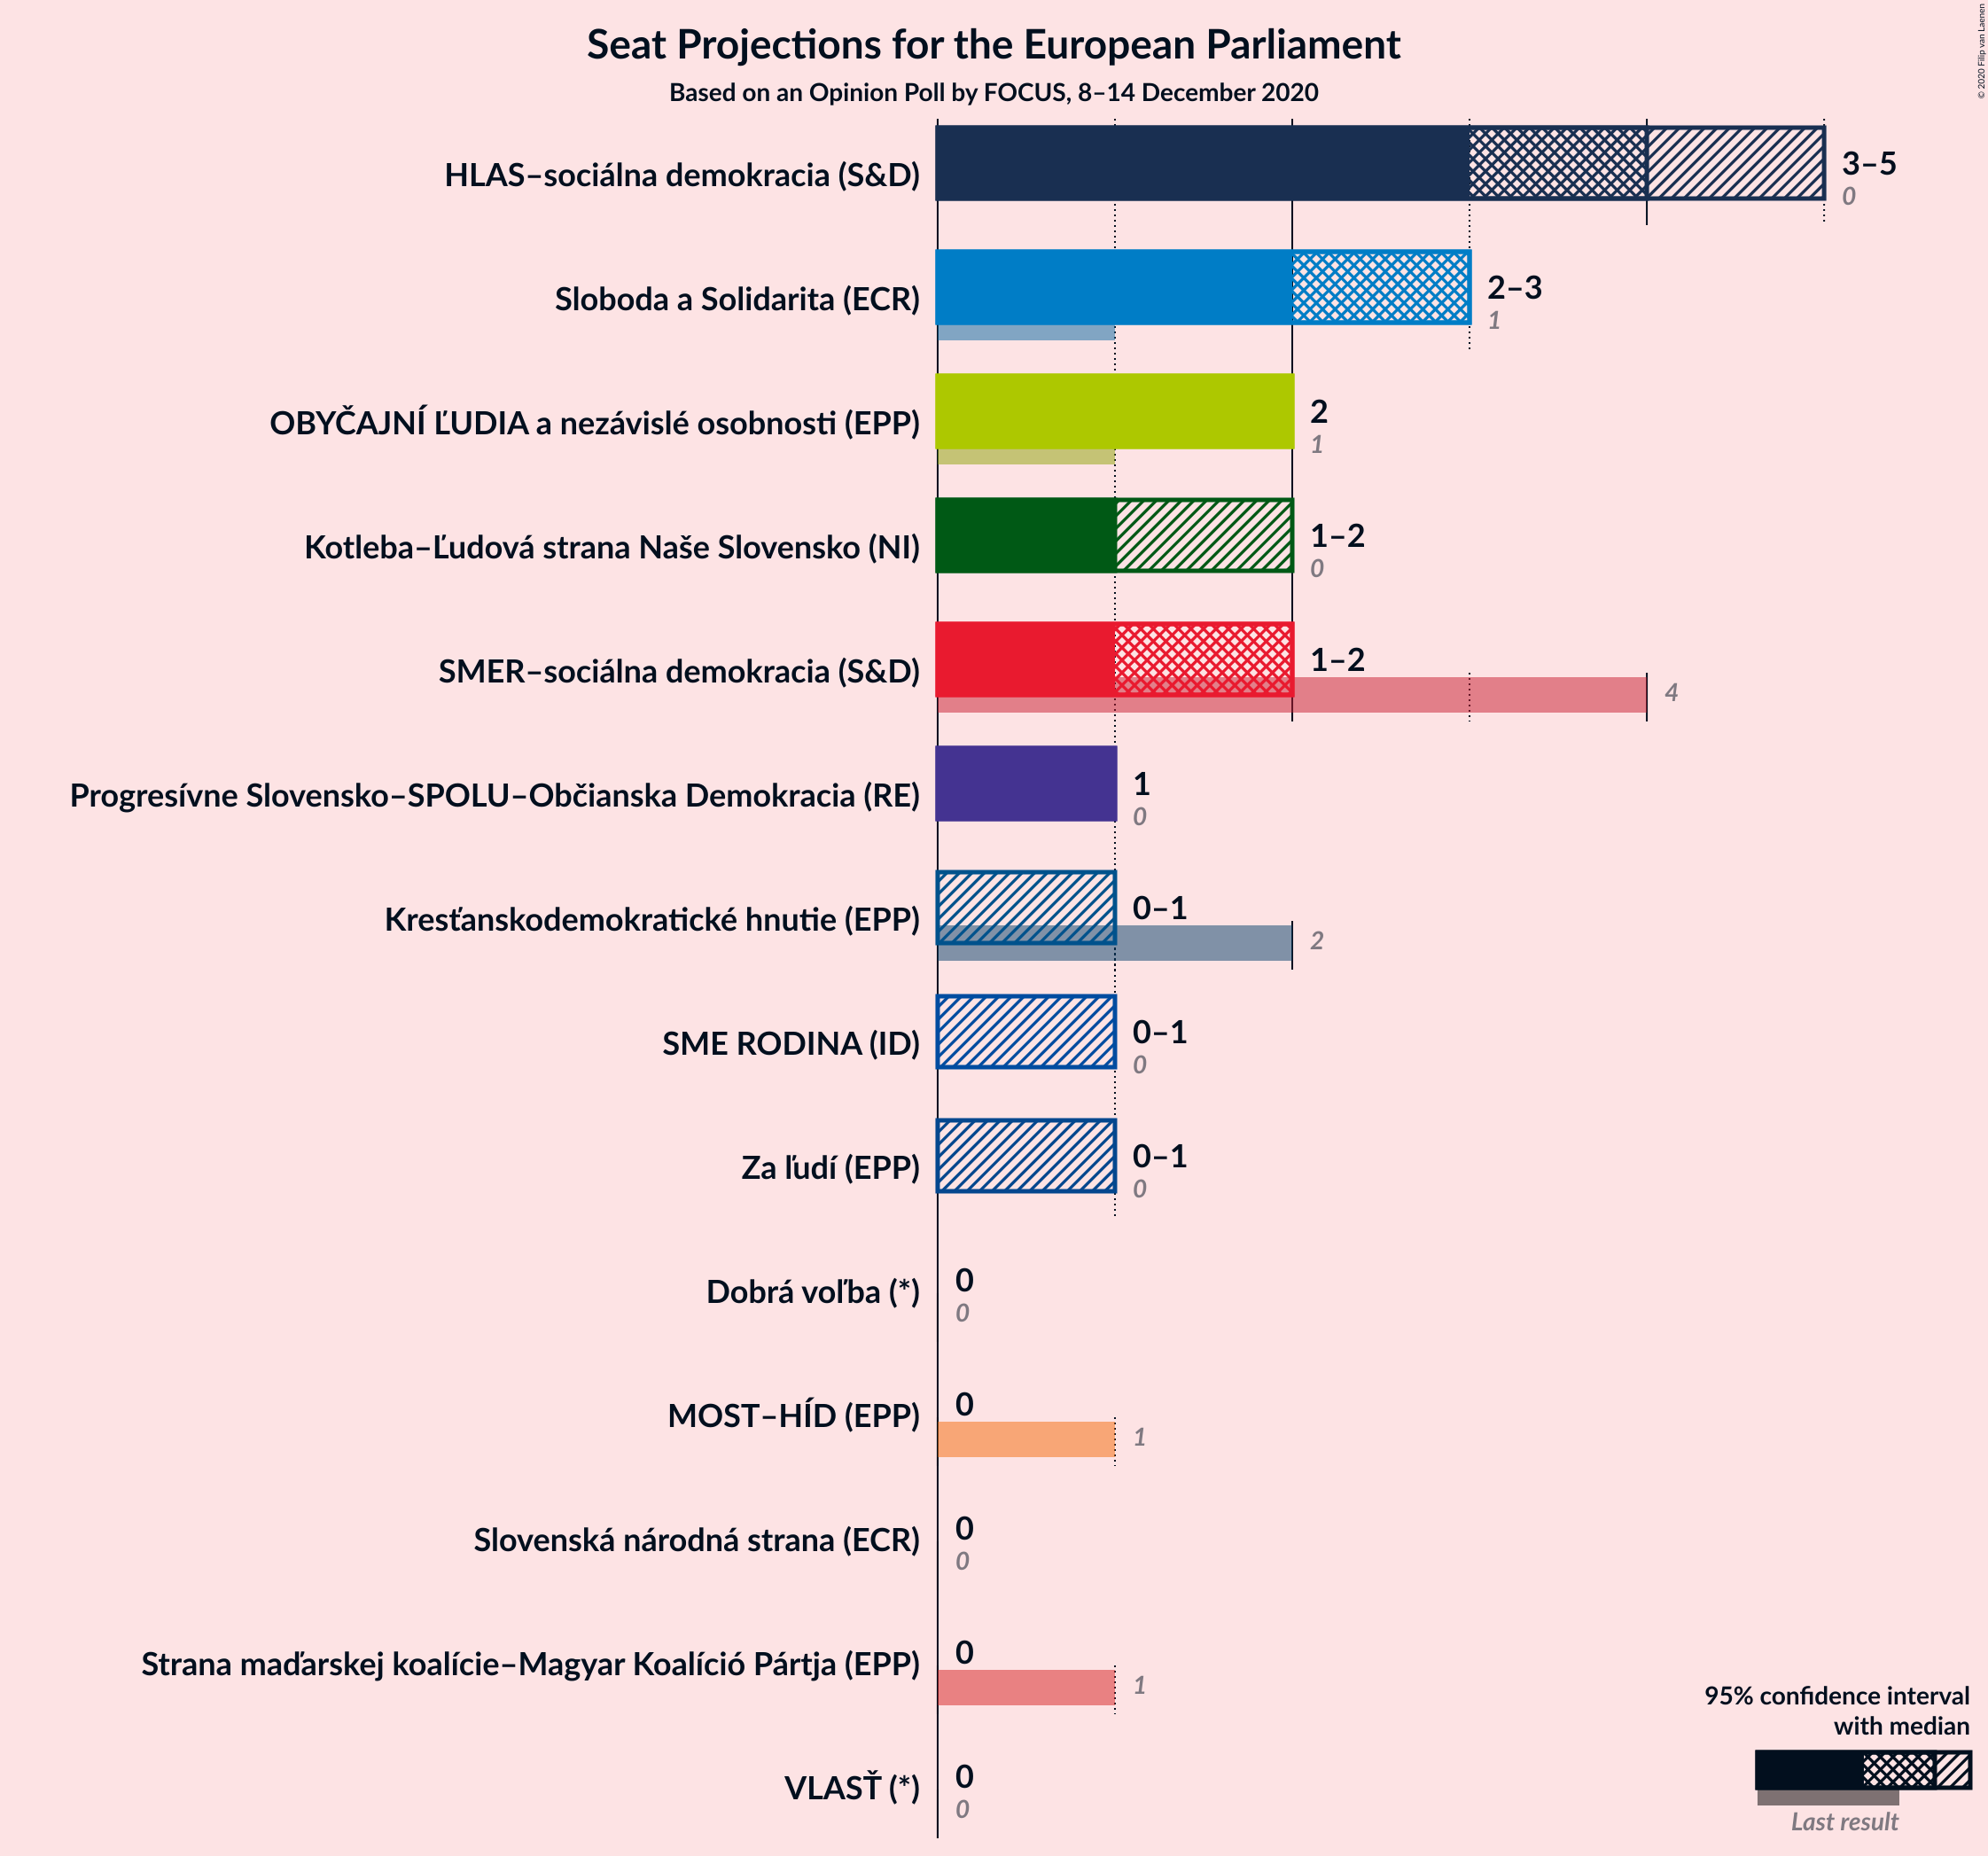 Seat Projections for the European Parliament
Based on an Opinion Poll by FOCUS, 8–14 December 2020
© 2020 Filip van Laenen
HLAS–sociálna demokracia (S&D)
3–5
0
Sloboda a Solidarita (ECR)
2–3
1
OBYČAJNÍ ĽUDIA a nezávislé osobnosti (EPP)
2
1
Kotleba–Ľudová strana Naše Slovensko (NI)
1–2
0
SMER–sociálna demokracia (S&D)
1–2
4
Progresívne Slovensko–SPOLU–Občianska Demokracia (RE)
1
0
Kresťanskodemokratické hnutie (EPP)
0–1
2
SME RODINA (ID)
0–1
0
Za ľudí (EPP)
0–1
0
Dobrá voľba (*)
0
0
MOST–HÍD (EPP)
0
1
Slovenská národná strana (ECR)
0
0
Strana maďarskej koalície–Magyar Koalíció Pártja (EPP)
0
1
VLASŤ (*)
0
0
95% confidence interval
with median
Last result